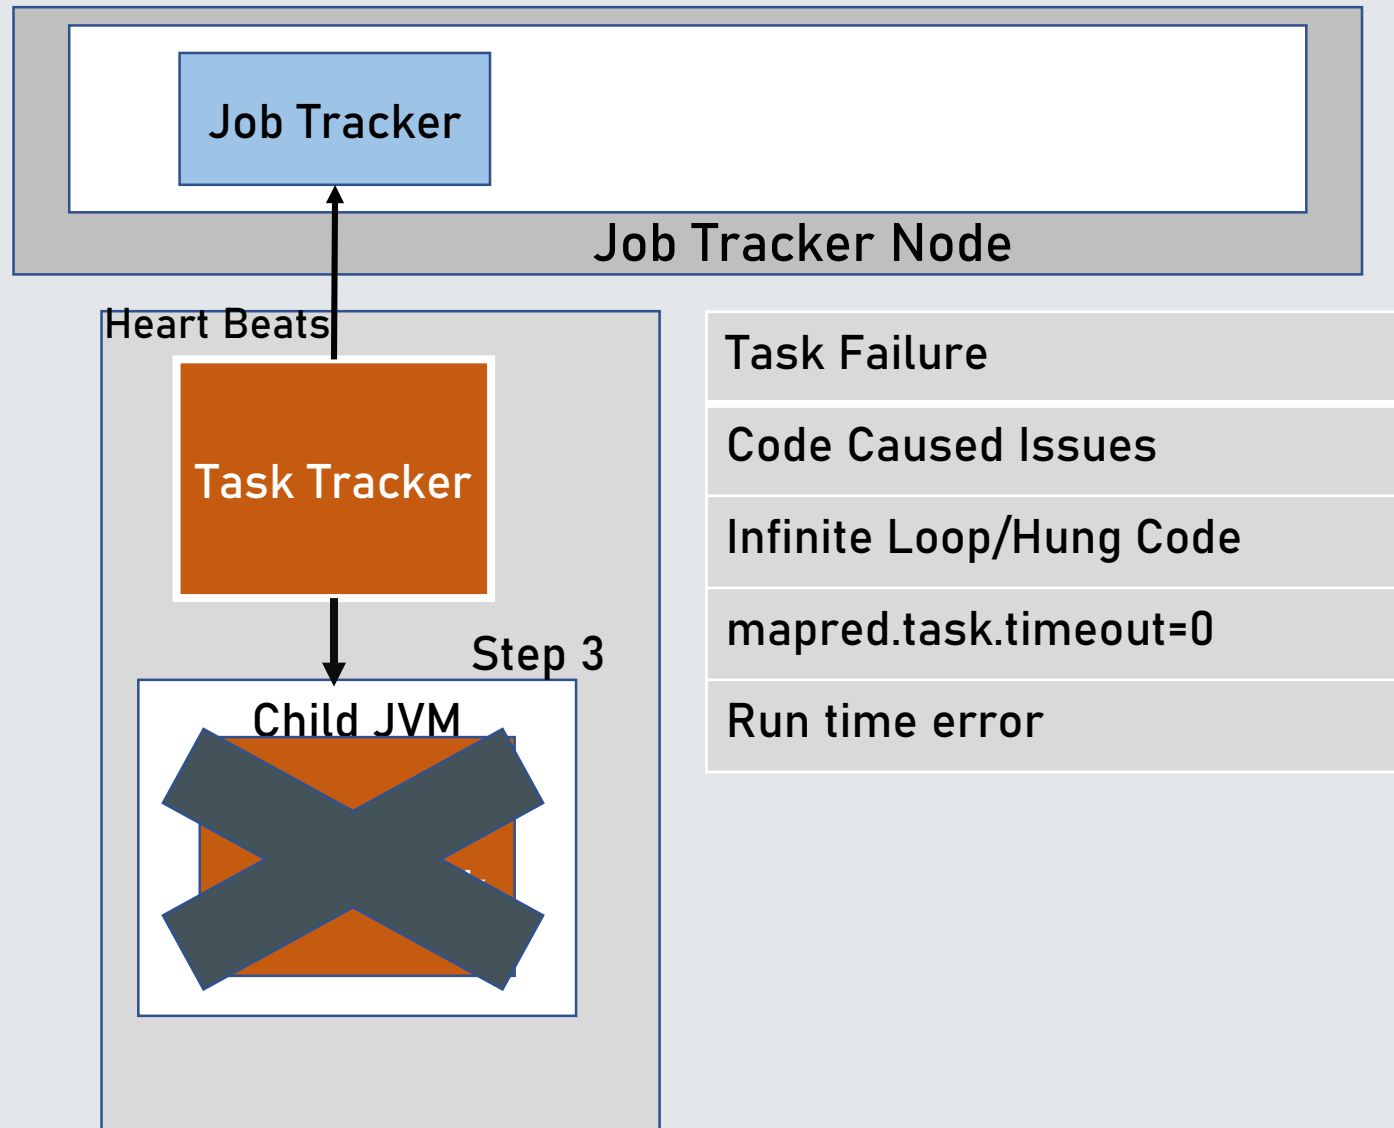 Job Tracker
Job Tracker Node
Heart Beats
Task Tracker
Step 3
Child JVM
Task Failure
Code Caused Issues
Infinite Loop/Hung Code
mapred.task.timeout=0
Run time error